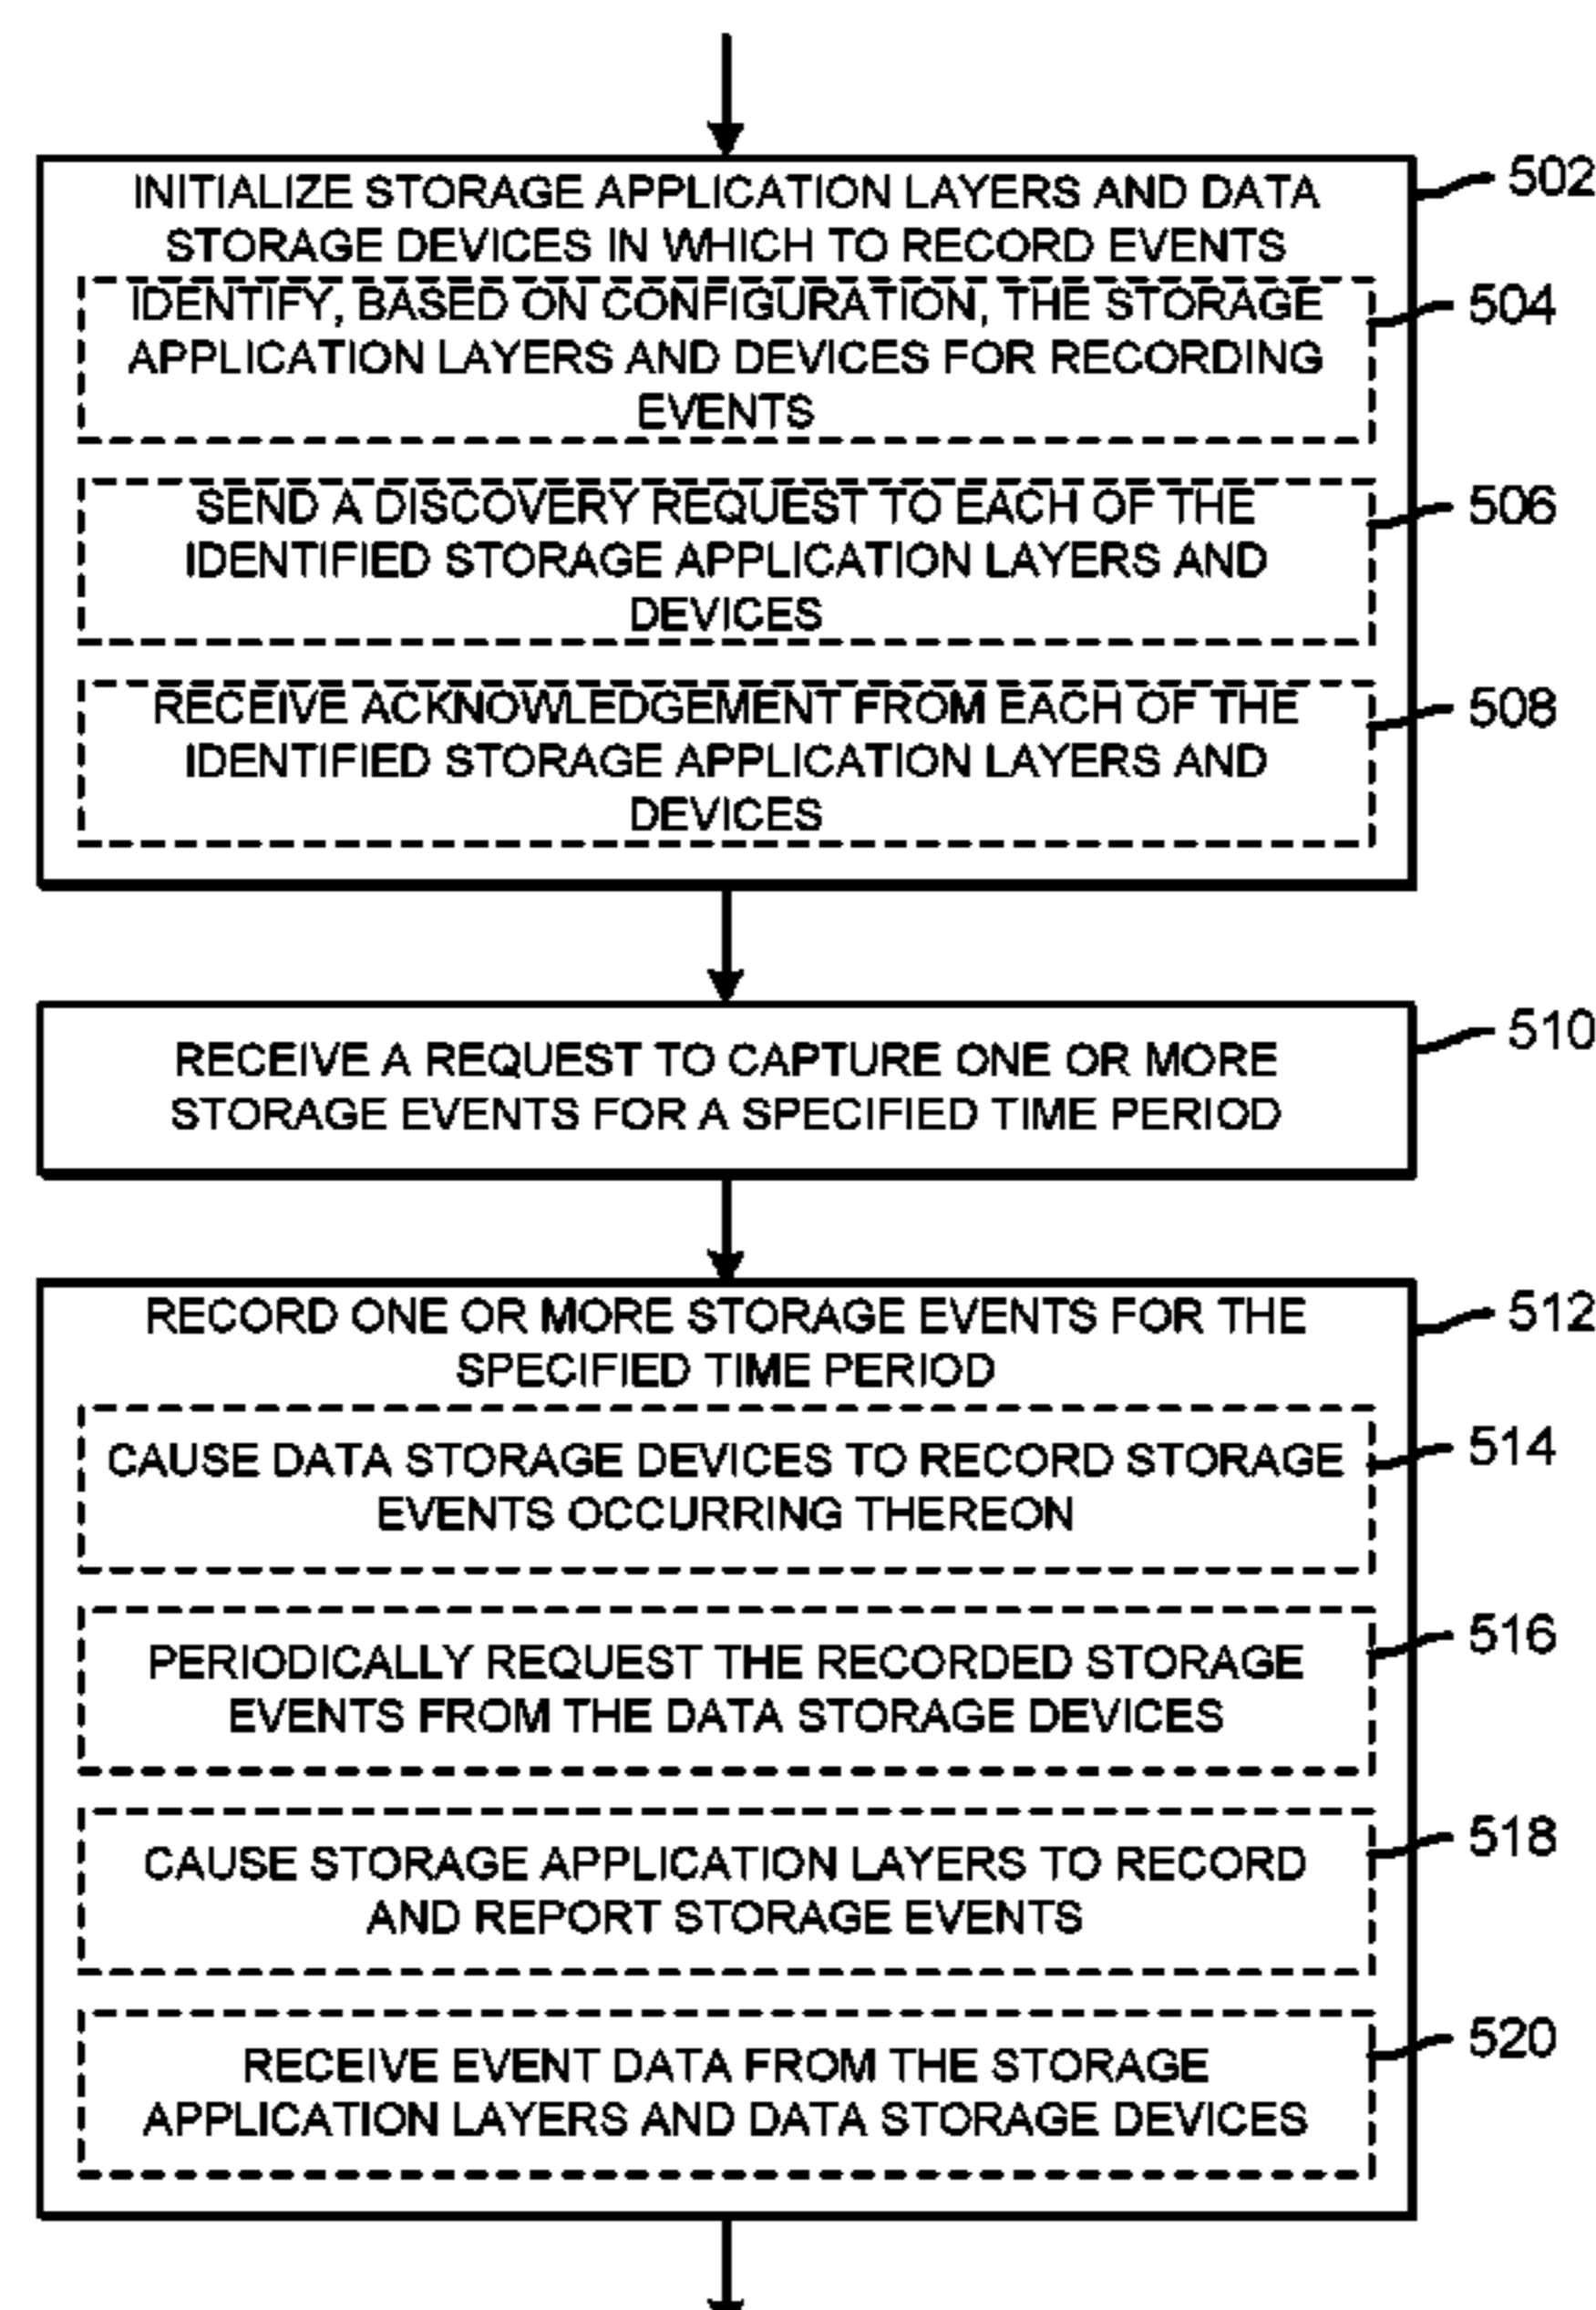 INITIALIZE STORAGE APPLICATION LAYERS AND DATA
STORAGE DEVICES IN WHICH TO RECORD EVENTS
502
IDENTIFY, BASED ON CONFIGURATION, THE STORAGE
APPLICATION LAYERS AND DEVICES FOR RECORDING
EVENTS
504
SEND A DISCOVERY REQUEST TO EACH OF THE
IDENTIFIED STORAGE APPLICATION LAYERS AND
DEVICES
506
RECEIVE ACKNOWLEDGEMENT FROM EACH OF THE
IDENTIFIED STORAGE APPLICATION LAYERS AND
DEVICES
508
RECEIVE A REQUEST TO CAPTURE ONE OR MORE
STORAGE EVENTS FOR A SPECIFIED TIME PERIOD
510
RECORD ONE OR MORE STORAGE EVENTS FOR THE
SPECIFIED TIME PERIOD
512
CAUSE DATA STORAGE DEVICES TO RECORD STORAGE
EVENTS OCCURRING THEREON
514
PERIODICALLY REQUEST THE RECORDED STORAGE
EVENTS FROM THE DATA STORAGE DEVICES
516
CAUSE STORAGE APPLICATION LAYERS TO RECORD
AND REPORT STORAGE EVENTS
518
RECEIVE EVENT DATA FROM THE STORAGE
APPLICATION LAYERS AND DATA STORAGE DEVICES
520